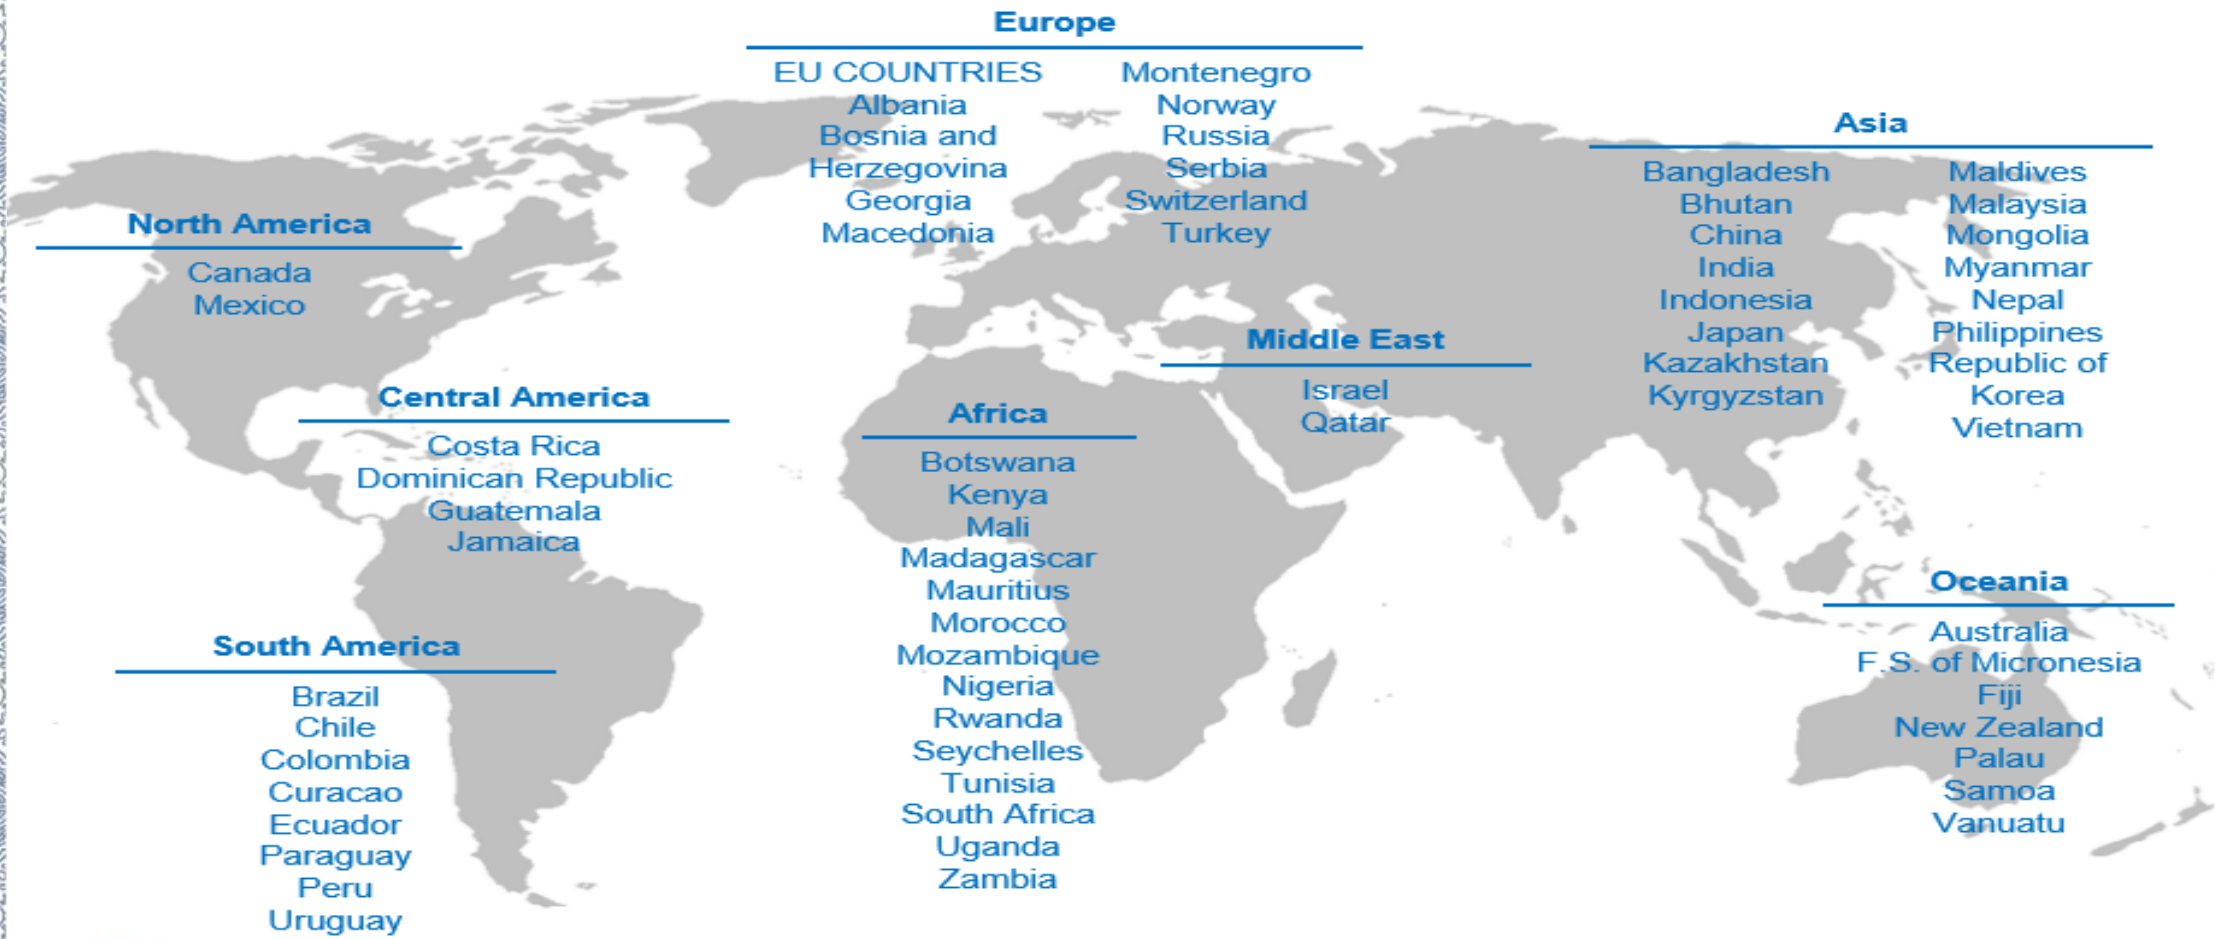 Europe
EU COUNTRIES
Albania
Bosnia and
Herzegovina
Georgia
Macedonia
Montenegro
Norway
Russia
Serbia
Switzerland
Turkey
Asia
Bangladesh
Bhutan
China
India
Indonesia
Japan
Kazakhstan
Kyrgyzstan
Maldives
Malaysia
Mongolia
Myanmar
Nepal
Philippines
Republic of
Korea
Vietnam
North America
Canada
Mexico
Middle East
Israel
Qatar
Central America
Costa Rica
Dominican Republic
Guatemala
Jamaica
Africa
Botswana
Kenya
Mali
Madagascar
Mauritius
Morocco
Mozambique
Nigeria
Rwanda
Seychelles
Tunisia
South Africa
Uganda
Zambia
Oceania
Australia
F.S. of Micronesia
Fiji
New Zealand
Palau
Samoa
Vanuatu
South America
Brazil
Chile
Colombia
Curacao
Ecuador
Paraguay
Peru
Uruguay